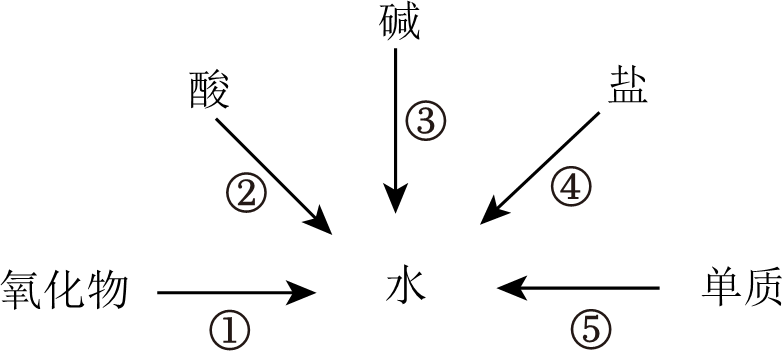 碱
酸
盐
③
② ④
氧化物 水 单质
① ⑤